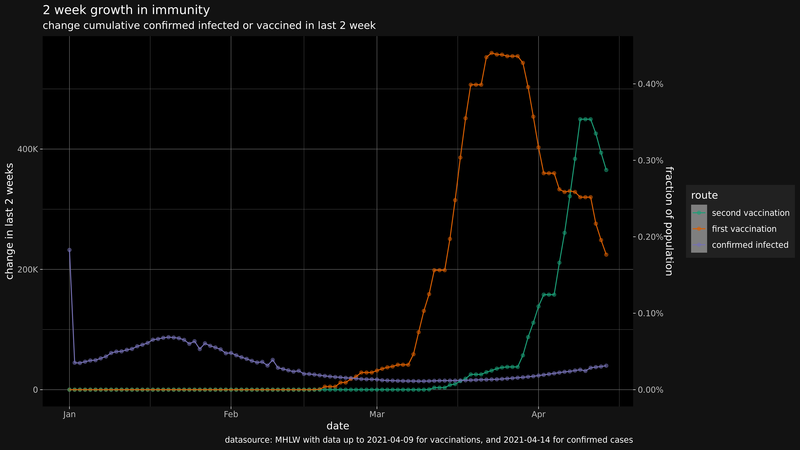 2 week growth in immunity
change cumulative confirmed infected or vaccined in last 2 week
change in last 2 weeks
400K
200K
0
0.40%
0.30%
0.20%
0.10%
0.00%
fraction of population
route
second vaccination
first vaccination
confirmed infected
Jan
Feb
Mar
Apr
date
datasource: MHLW with data up to 2021-04-09 for vaccinations, and 2021-04-14 for confirmed cases